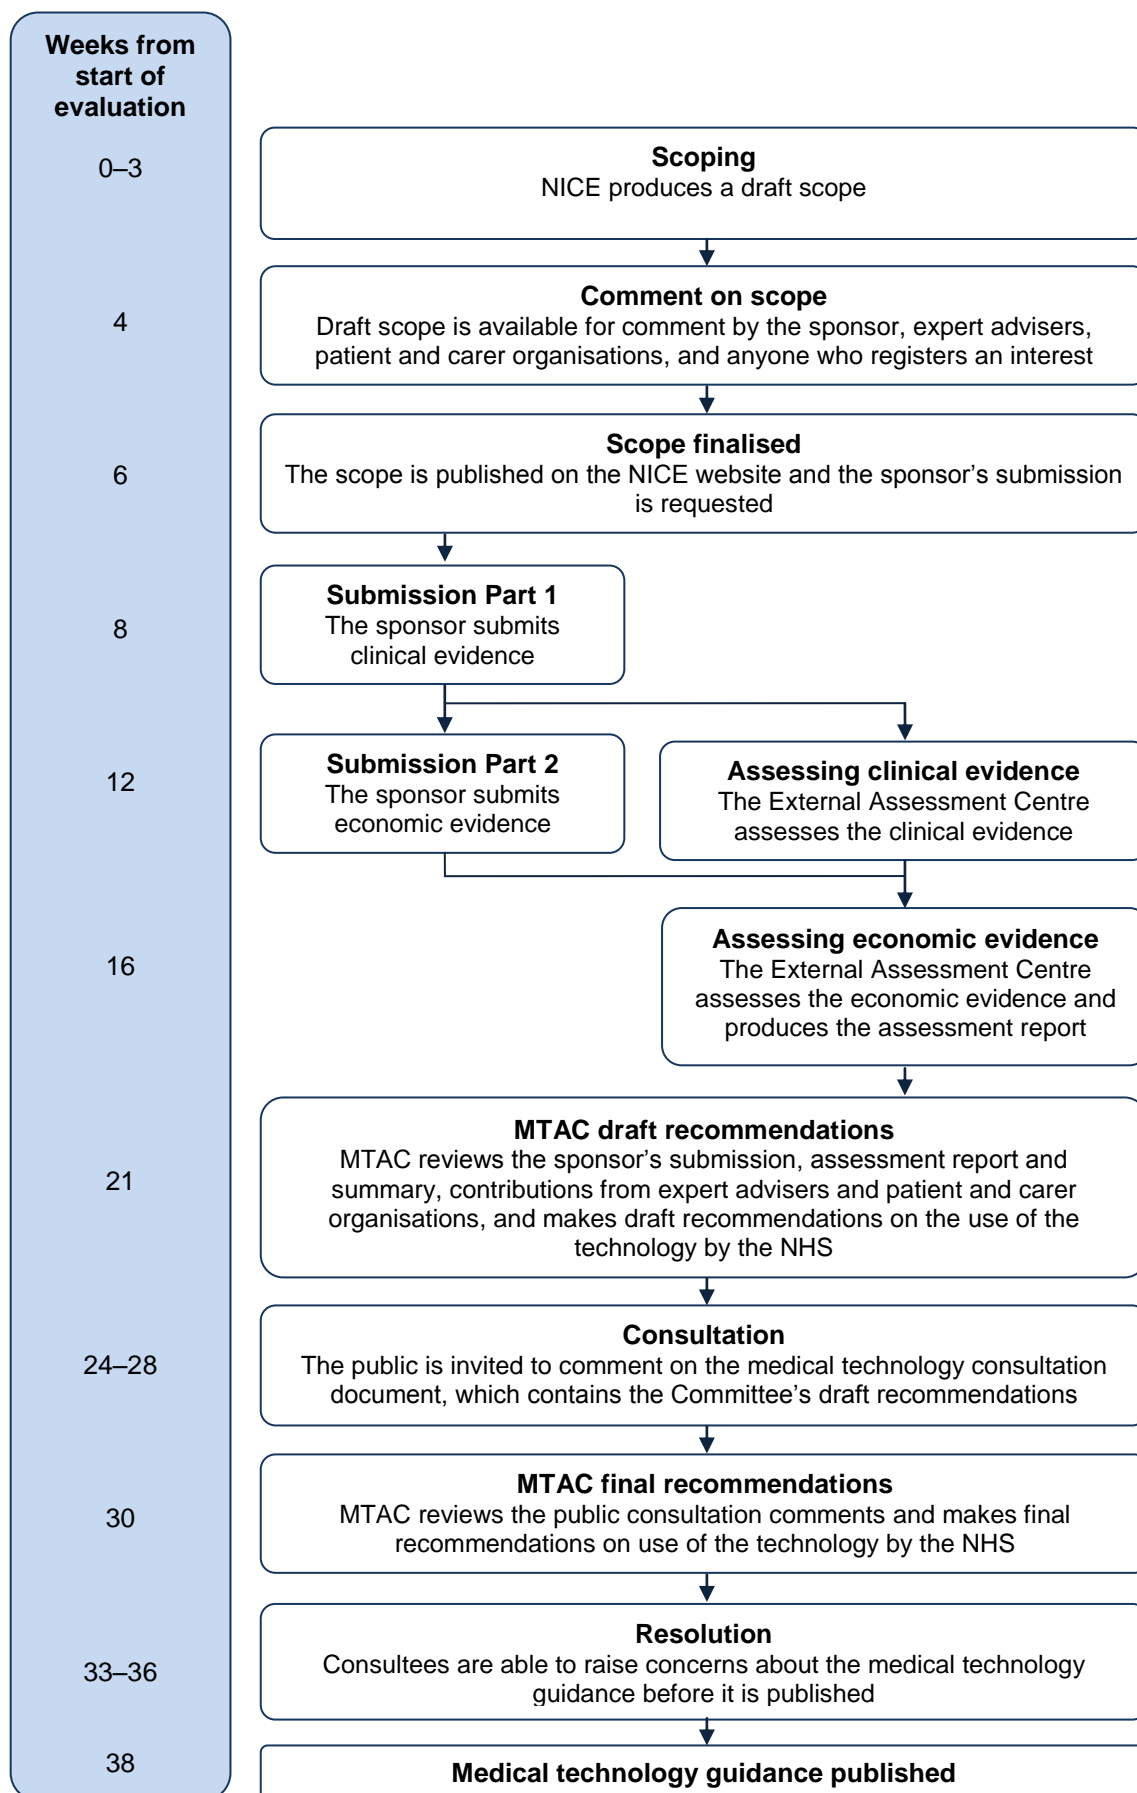 Weeks from
start of
evaluation
0–3
Scoping
NICE produces a draft scope
4
Comment on scope
Draft scope is available for comment by the sponsor, expert advisers,
patient and carer organisations, and anyone who registers an interest
6
Scope finalised
The scope is published on the NICE website and the sponsor’s submission
is requested
8
Submission Part 1
The sponsor submits
clinical evidence
12
Submission Part 2
The sponsor submits
economic evidence
Assessing clinical evidence
The External Assessment Centre
assesses the clinical evidence
16
Assessing economic evidence
The External Assessment Centre
assesses the economic evidence and
produces the assessment report
21
MTAC draft recommendations
MTAC reviews the sponsor’s submission, assessment report and
summary, contributions from expert advisers and patient and carer
organisations, and makes draft recommendations on the use of the
technology by the NHS
24–28
Consultation
The public is invited to comment on the medical technology consultation
document, which contains the Committee’s draft recommendations
30
MTAC final recommendations
MTAC reviews the public consultation comments and makes final
recommendations on use of the technology by the NHS
33–36
Resolution
Consultees are able to raise concerns about the medical technology
guidance before it is published
38
Medical technology guidance published